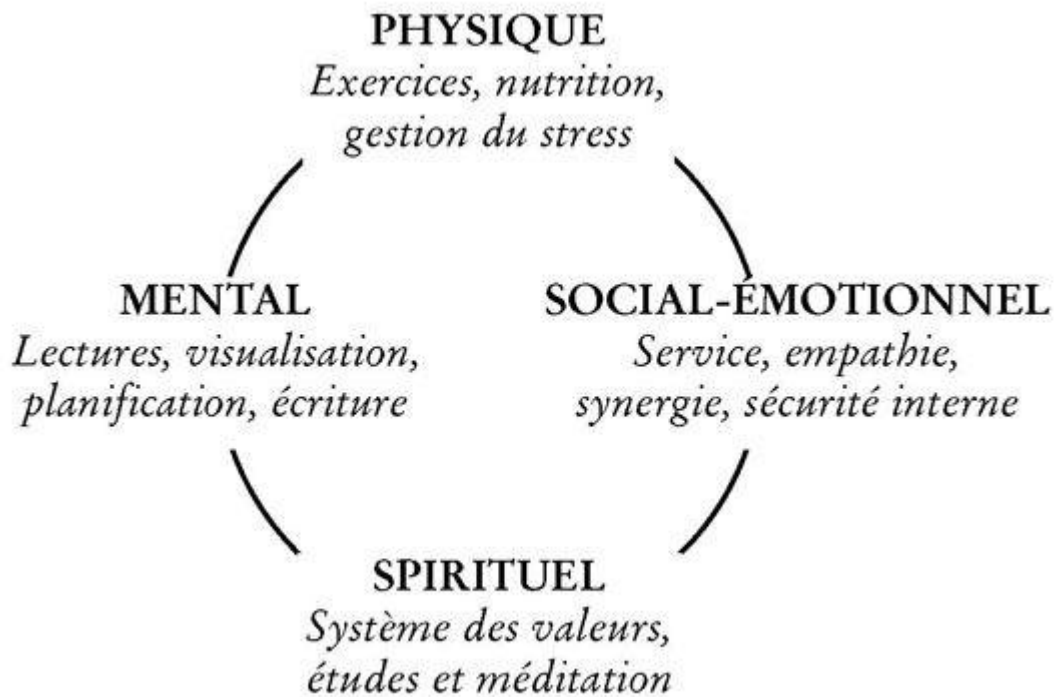 PHYSIQUE
Exercices, nutrition,
gestion du stress
MENTAL
Lectures, visualisation,
planification, écriture
SOCIAL-ÉMOTIONNEL
Service, empathie,
synergie, sécurité interne
SPIRITUEL
Système des valeurs,
études et méditation